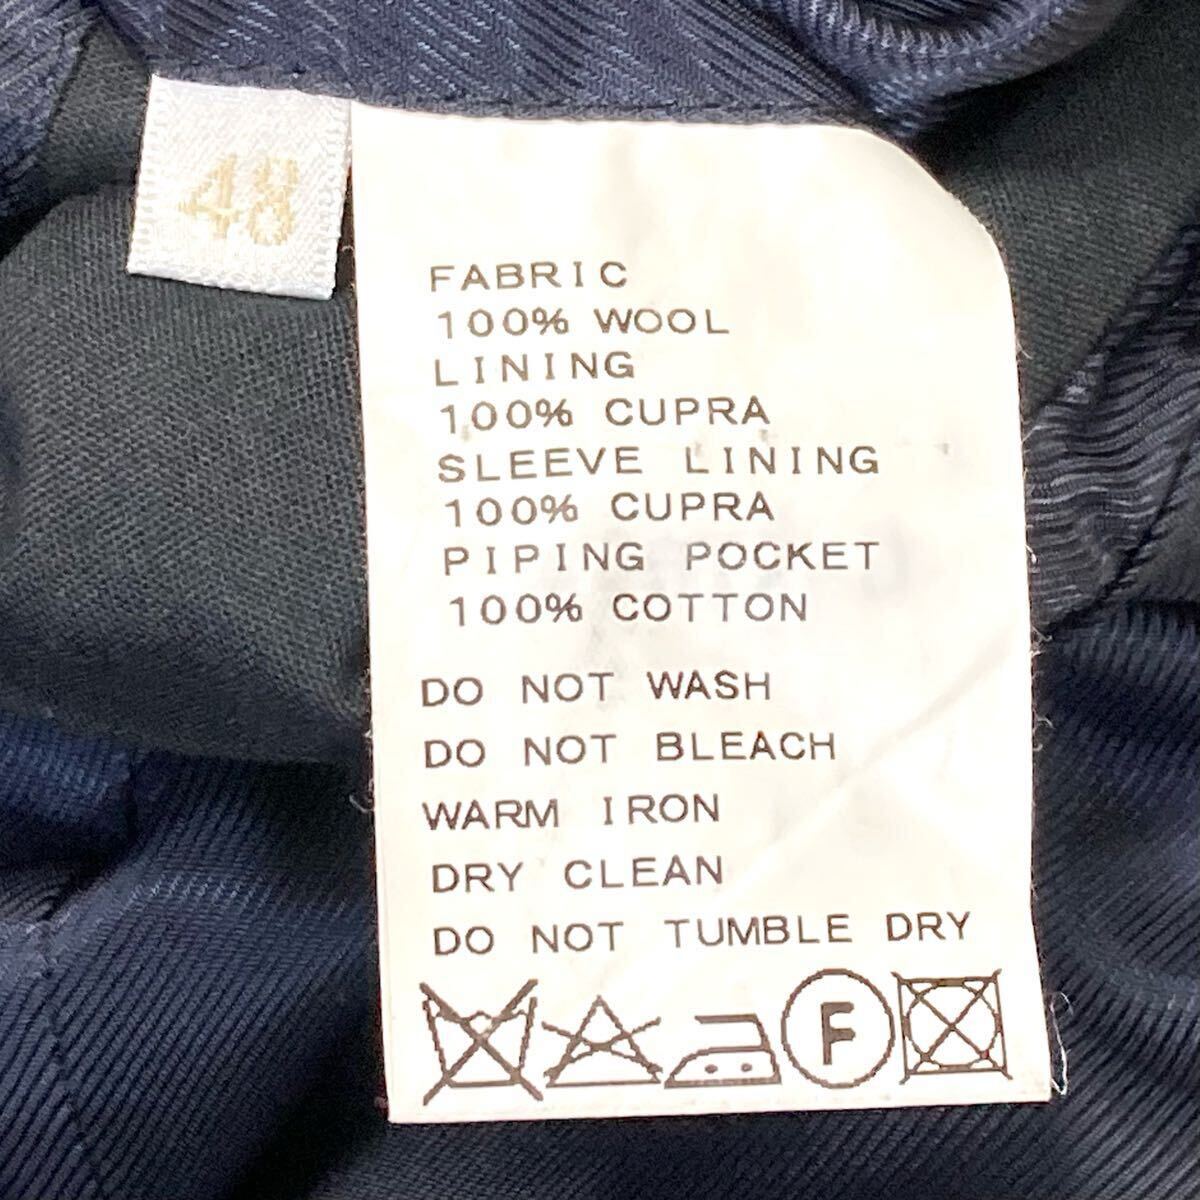 48
FABRIC
100% WOOL
LINING
100% CUPRA
SLEEVE LINING
100% CUPRA
PIPING POCKET
100% COTTON
DO NOT WASH
DO NOT BLEACH
WARM IRON
DRY CLEAN
DO NOT TUMBLE DRY
F